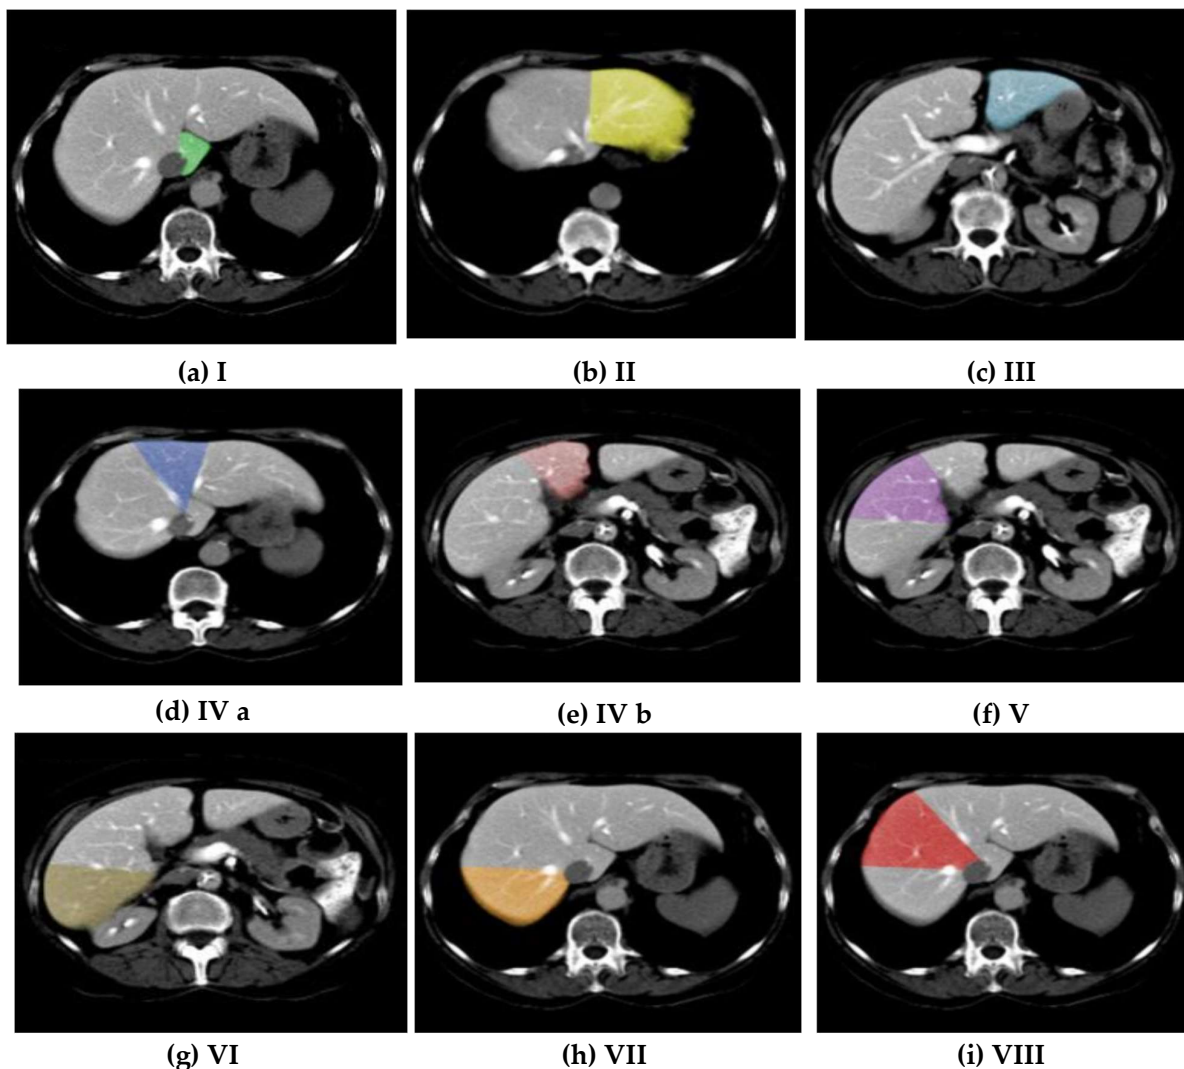 (a) I
(b) II
(c) III
(d) IV a
(e) IV b
(f) V
(g) VI
(h) VII
(i) VIII